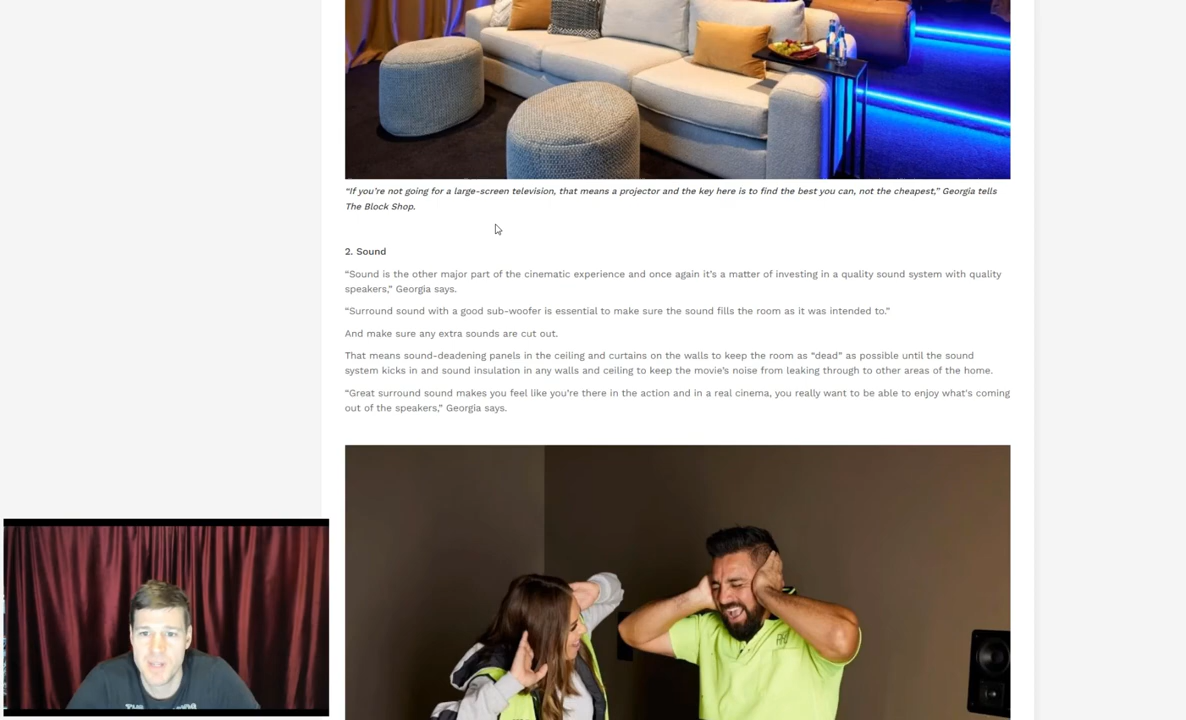 “If you’re not going for a large-screen television, that means a projector and the key here is to find the best you can, not the cheapest,” Georgia tells
The Block Shop.
2. Sound
“Sound is the other major part of the cinematic experience and once again it’s a matter of investing in a quality sound system with quality
speakers,” Georgia says.
“Surround sound with a good sub-woofer is essential to make sure the sound fills the room as it was intended to.”
And make sure any extra sounds are cut out.
That means sound-deadening panels in the ceiling and curtains on the walls to keep the room as “dead” as possible until the sound
system kicks in and sound insulation in any walls and ceiling to keep the movie’s noise from leaking through to other areas of the home.
“Great surround sound makes you feel like you’re there in the action and in a real cinema, you really want to be able to enjoy what's coming
out of the speakers,” Georgia says.